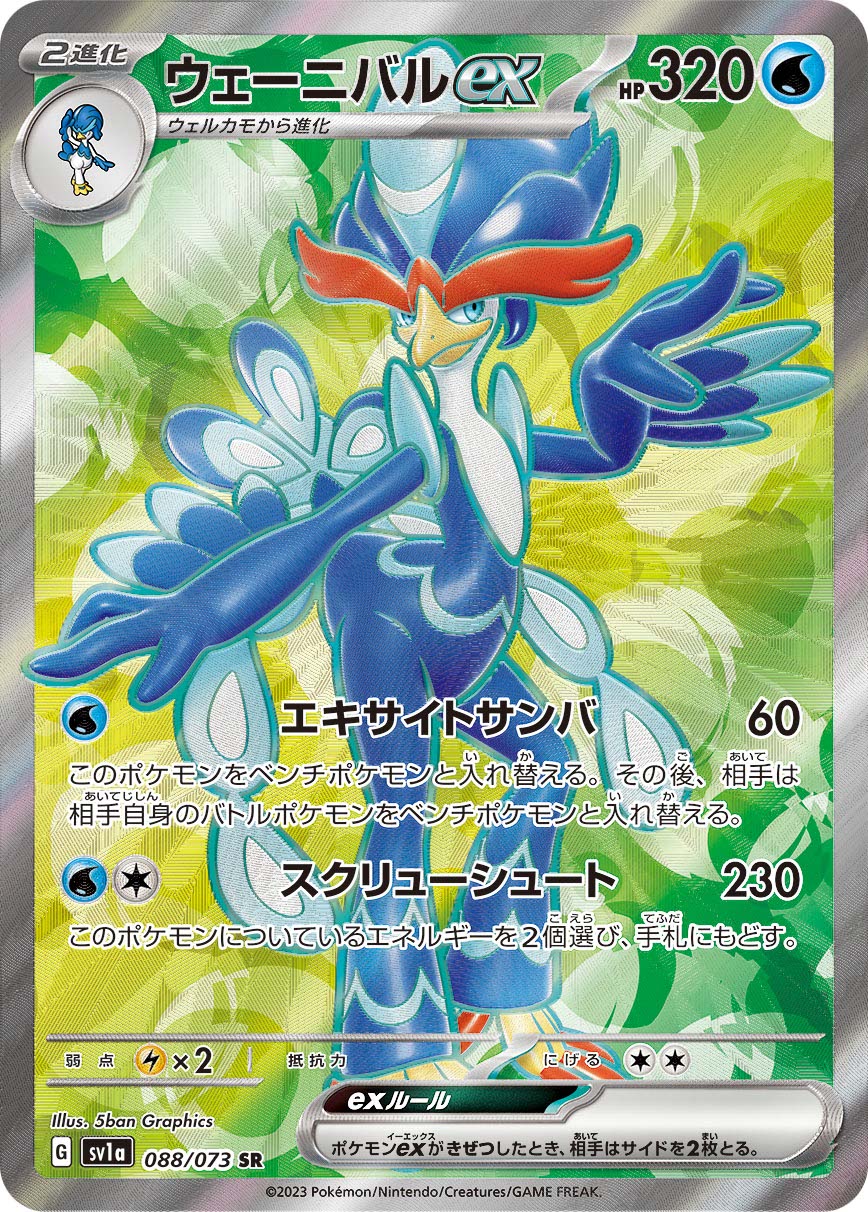 2進化
ウェーニバルex
HP 320
ウェルカモから進化
エキサイトサンバ 60
このポケモンをベンチポケモンと入れ替える。その後、相手は
相手自身のバトルポケモンをベンチポケモンと入れ替える。
スクリューシュート 230
このポケモンについているエネルギーを2個選び、手札にもどす。
弱点 ×2 抵抗力 にげる
exルール
ポケモンexがきぜつしたとき、相手はサイドを2枚とる。
Illus. 5ban Graphics
G sv1a 088/073 SR
©2023 Pokémon/Nintendo/Creatures/GAME FREAK.